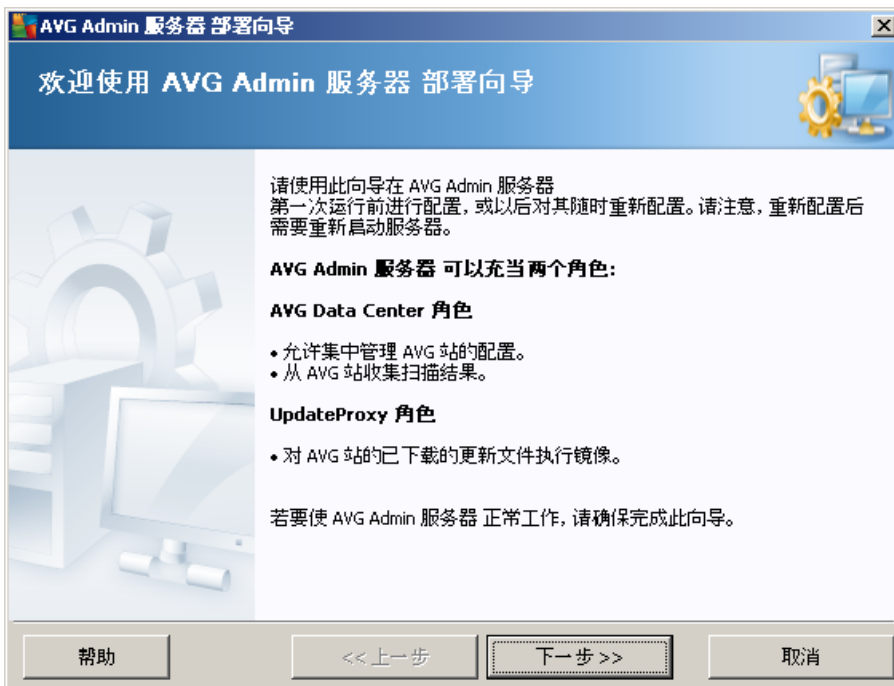 AVG Admin 服务器 部署向导
欢迎使用 AVG Admin 服务器 部署向导
请使用此向导在 AVG Admin 服务器
第一次运行前进行配置，或以后对其随时重新配置。请注意，重新配置后
需要重新启动服务器。
AVG Admin 服务器 可以充当两个角色:
AVG Data Center 角色
• 允许集中管理 AVG 站的配置。
• 从 AVG 站收集扫描结果。
UpdateProxy 角色
• 对 AVG 站的已下载的更新文件执行镜像。
若要使 AVG Admin 服务器 正常工作，请确保完成此向导。
帮助
<< 上一步
下一步 >>
取消